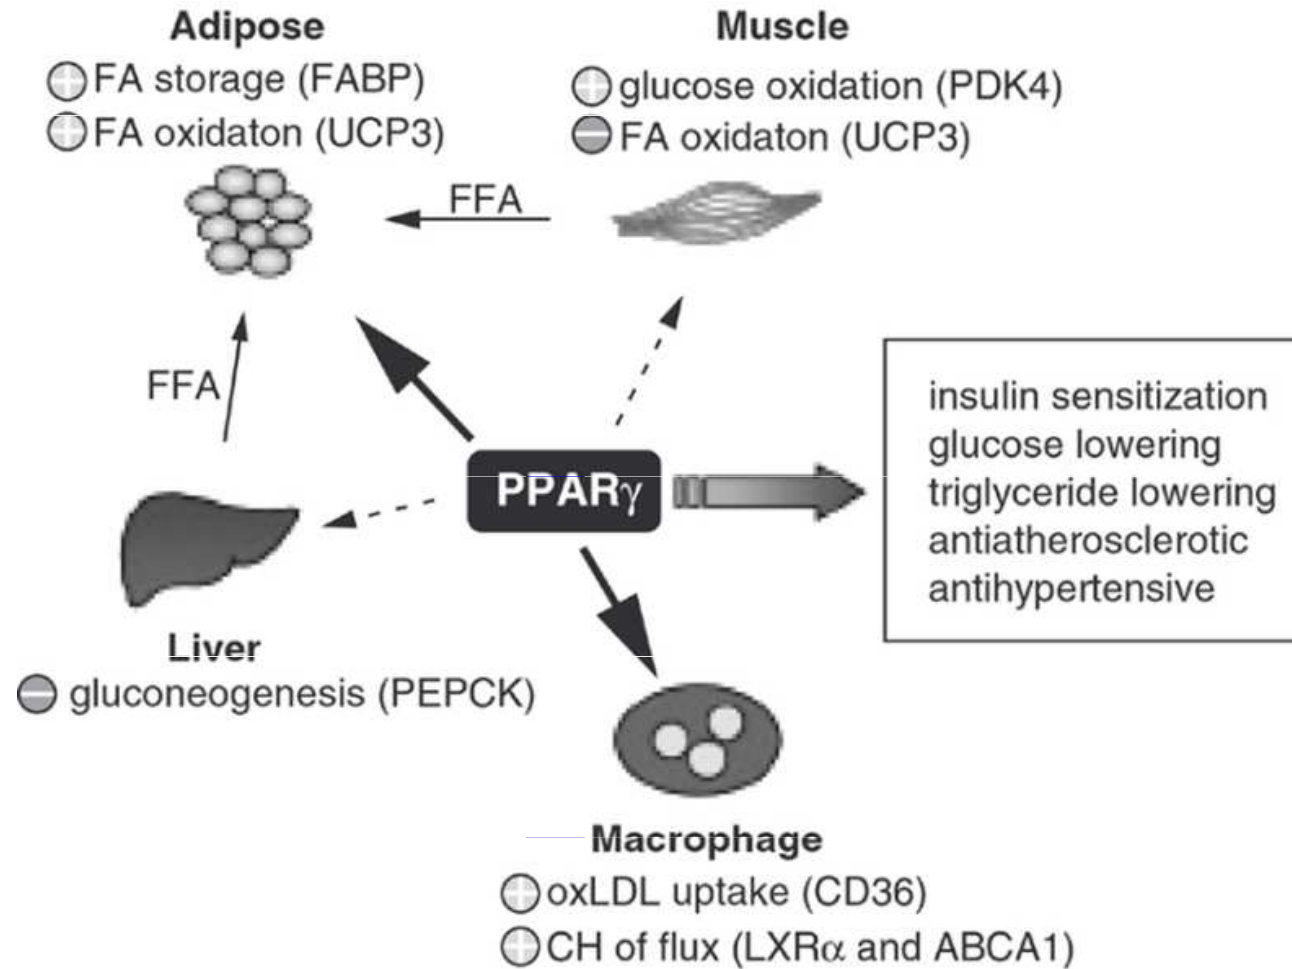 Adipose
FA storage (FABP)
FA oxidaton (UCP3)
Muscle
glucose oxidation (PDK4)
FA oxidaton (UCP3)
FFA
FFA
PPARγ
insulin sensitization
glucose lowering
triglyceride lowering
antiatherosclerotic
antihypertensive
Liver
gluconeogenesis (PEPCK)
Macrophage
oxLDL uptake (CD36)
CH of flux (LXRα and ABCA1)